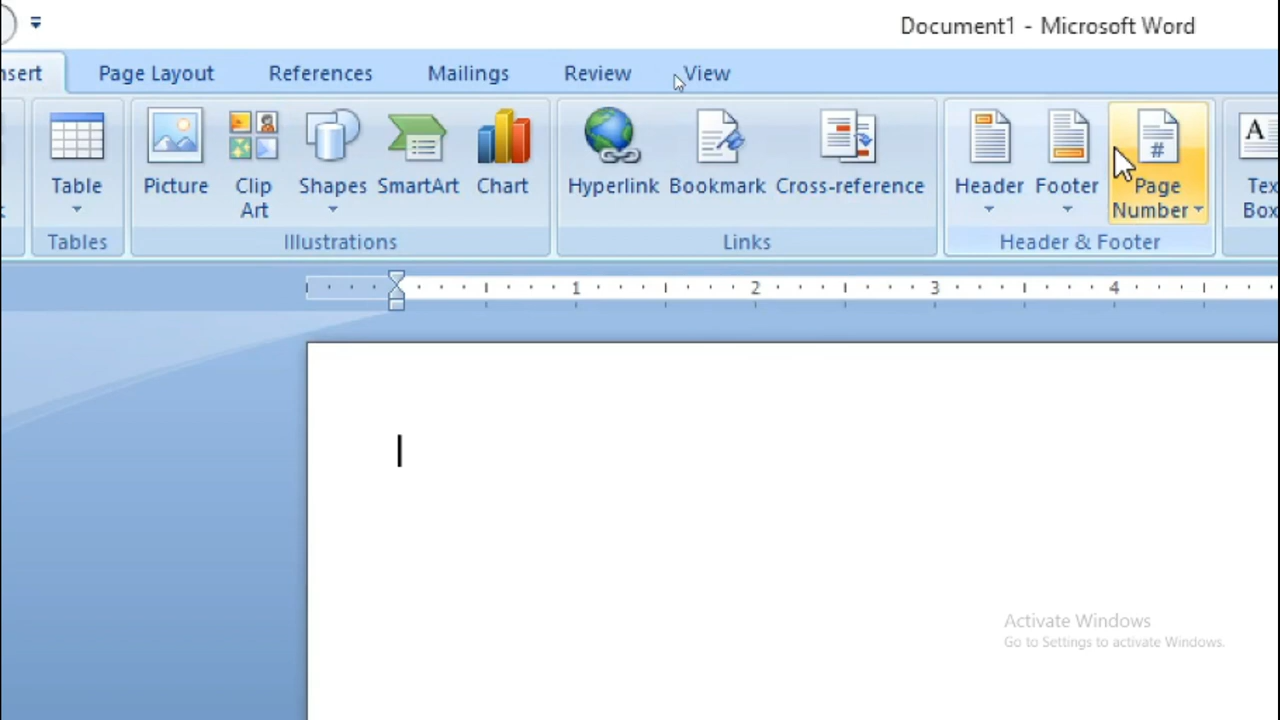 Document1 - Microsoft Word
nsert Page Layout References Mailings Review View
Table Picture Clip Art Shapes SmartArt Chart Hyperlink Bookmark Cross-reference Header Footer Page Number # A Tex Box
Tables Illustrations Links Header & Footer
1 2 3 4
Activate Windows
Go to Settings to activate Windows.